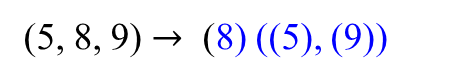 (5, 8, 9) → (8) ((5), (9))